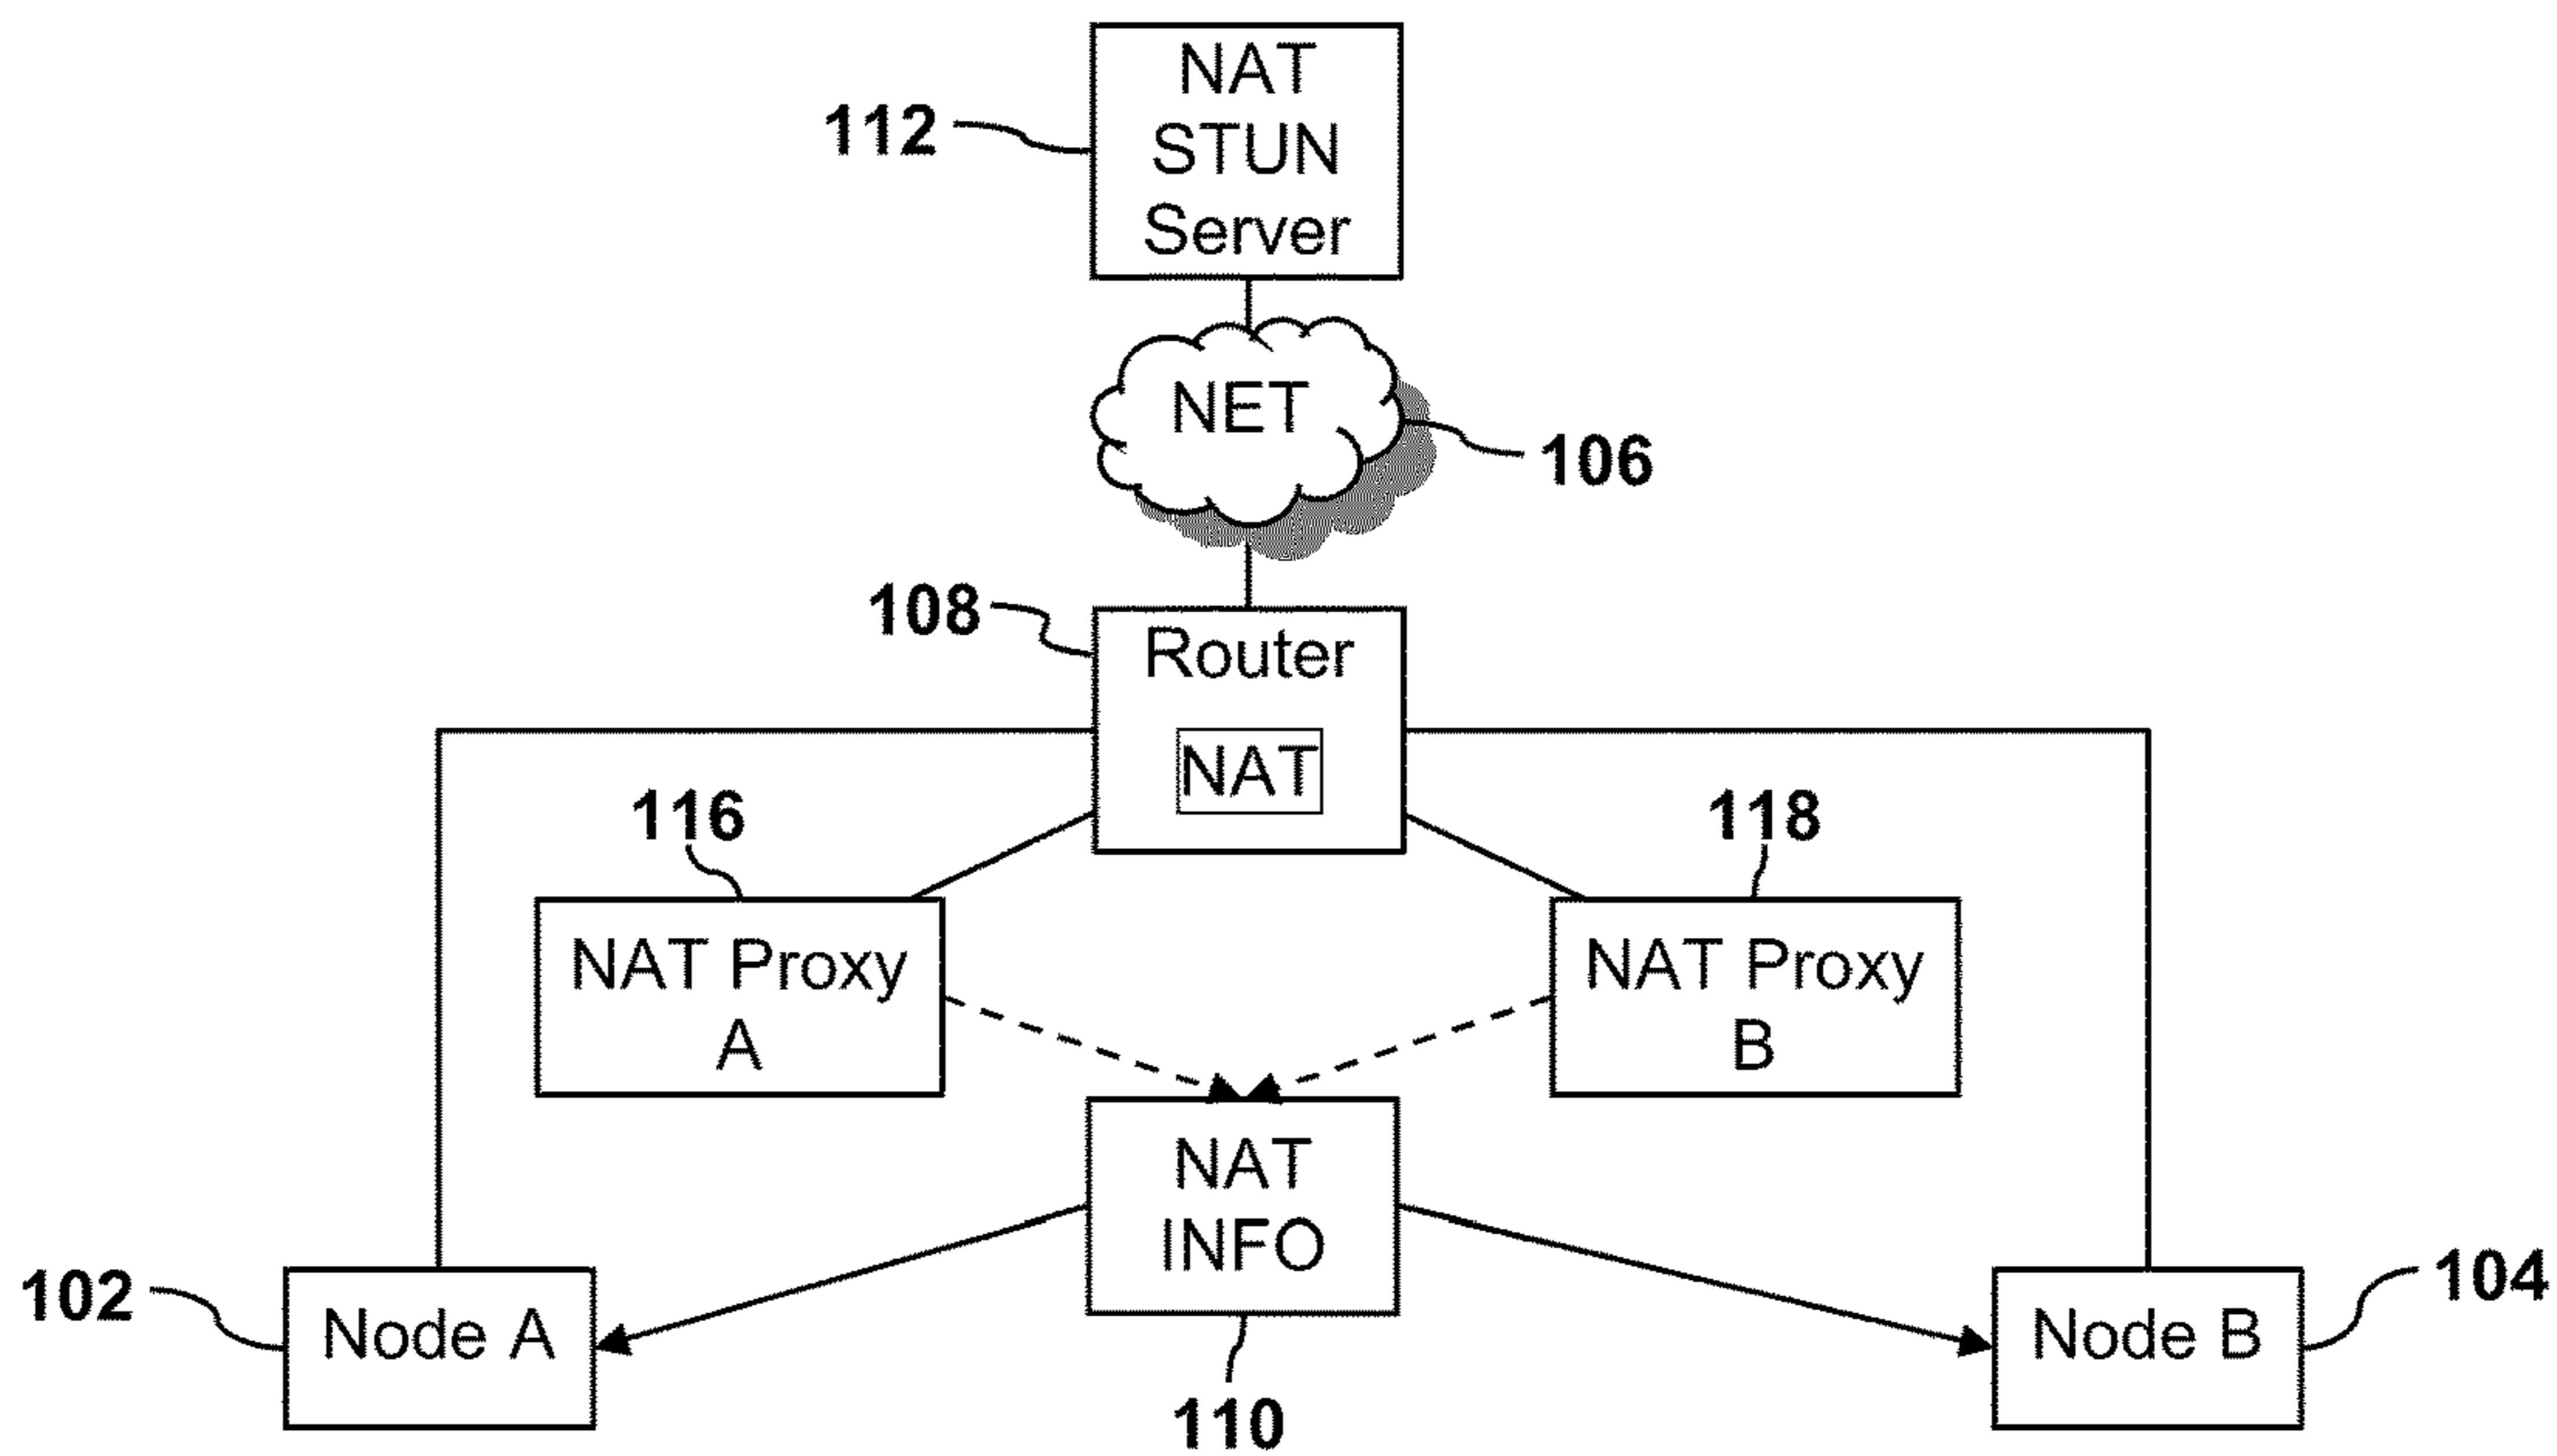 NAT
STUN
Server
112
NET
106
108
Router
NAT
116
118
NAT Proxy
A
NAT Proxy
B
NAT
INFO
102
Node A
Node B
104
110